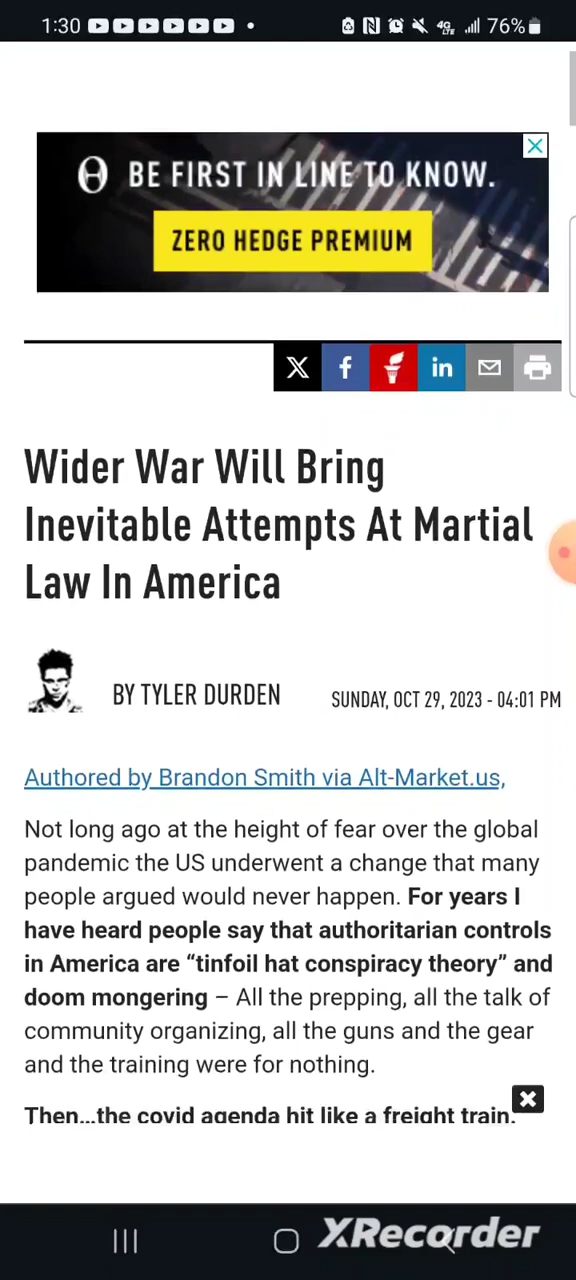 1:30 76%
BE FIRST IN LINE TO KNOW.
ZERO HEDGE PREMIUM
Wider War Will Bring
Inevitable Attempts At Martial
Law In America
BY TYLER DURDEN SUNDAY, OCT 29, 2023 - 04:01 PM
Authored by Brandon Smith via Alt-Market.us,
Not long ago at the height of fear over the global
pandemic the US underwent a change that many
people argued would never happen. For years I
have heard people say that authoritarian controls
in America are “tinfoil hat conspiracy theory” and
doom mongering – All the prepping, all the talk of
community organizing, all the guns and the gear
and the training were for nothing.
Then...the covid agenda hit like a freight train.
XRecorder